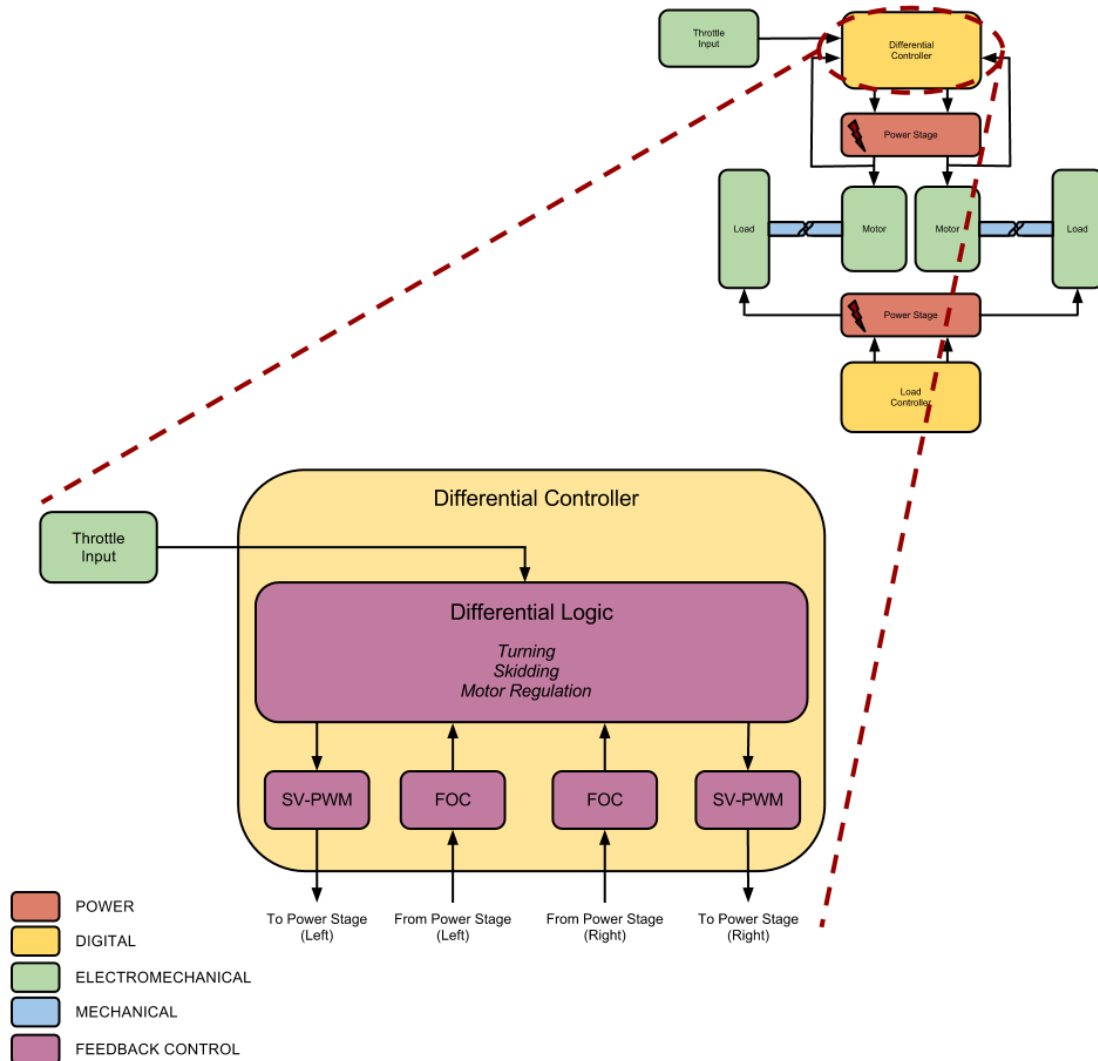 Throttle
Input
Differential
Controller
Power Stage
Load
Motor
Motor
Load
Power Stage
Load
Controller
Differential Controller
Throttle
Input
Differential Logic
Turning
Skidding
Motor Regulation
SV-PWM
FOC
FOC
SV-PWM
To Power Stage
(Left)
From Power Stage
(Left)
From Power Stage
(Right)
To Power Stage
(Right)
POWER
DIGITAL
ELECTROMECHANICAL
MECHANICAL
FEEDBACK CONTROL